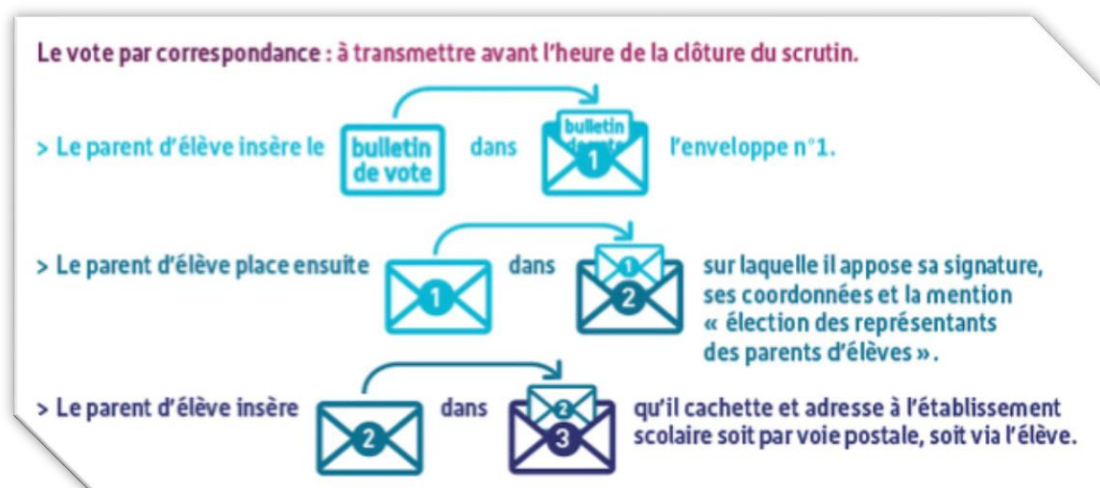 Le vote par correspondance : à transmettre avant l'heure de la clôture du scrutin.
> Le parent d'élève insère le bulletin de vote dans bulletin de vote 1 l'enveloppe n°1.
> Le parent d'élève place ensuite 1 dans 1 2 sur laquelle il appose sa signature,
ses coordonnées et la mention
« élection des représentants
des parents d'élèves ».
> Le parent d'élève insère 2 dans 2 3 qu'il cachette et adresse à l'établissement
scolaire soit par voie postale, soit via l'élève.